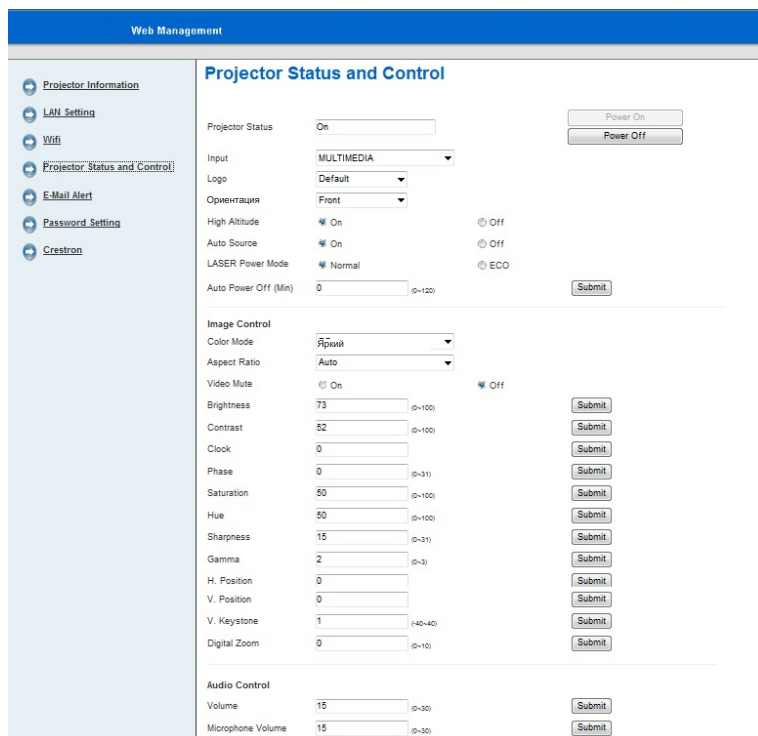 Web Management
Projector Information
LAN Setting
Wifi
Projector Status and Control
E-Mail Alert
Password Setting
Crestron
Projector Status and Control
Projector Status On Power On
Power Off
Input MULTIMEDIA
Logo Default
Ориентация Front
High Altitude On Off
Auto Source On Off
LASER Power Mode Normal ECO
Auto Power Off (Min) 0 (0~120) Submit
Image Control
Color Mode Яркий
Aspect Ratio Auto
Video Mute On Off
Brightness 73 (0~100) Submit
Contrast 52 (0~100) Submit
Clock 0 Submit
Phase 0 (0~31) Submit
Saturation 50 (0~100) Submit
Hue 50 (0~100) Submit
Sharpness 15 (0~31) Submit
Gamma 2 (0~3) Submit
H. Position 0 Submit
V. Position 0 Submit
V. Keystone 1 (-40~40) Submit
Digital Zoom 0 (0~10) Submit
Audio Control
Volume 15 (0~30) Submit
Microphone Volume 15 (0~30) Submit